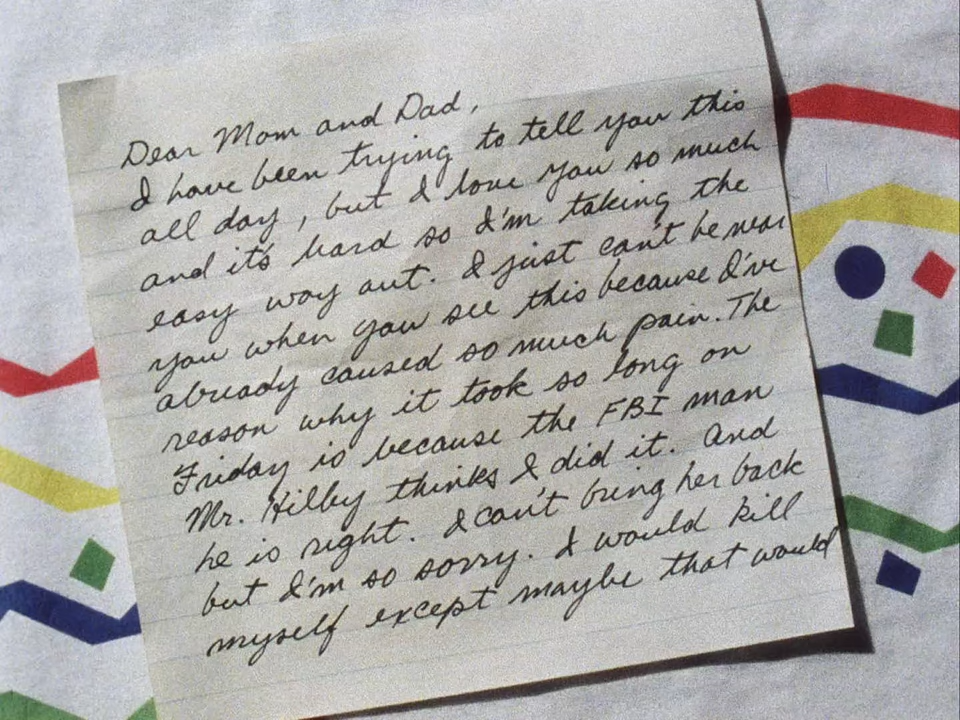 Dear Mom and Dad,
I have been trying to tell you this
all day, but I love you so much
and it's hard so I'm taking the
easy way out. I just can't be near
you when you see this because I've
already caused so much pain. The
reason why it took so long on
Friday is because the FBI man
Mr. Hilby thinks I did it. And
he is right. I can't bring her back
but I'm so sorry. I would kill
myself except maybe that would